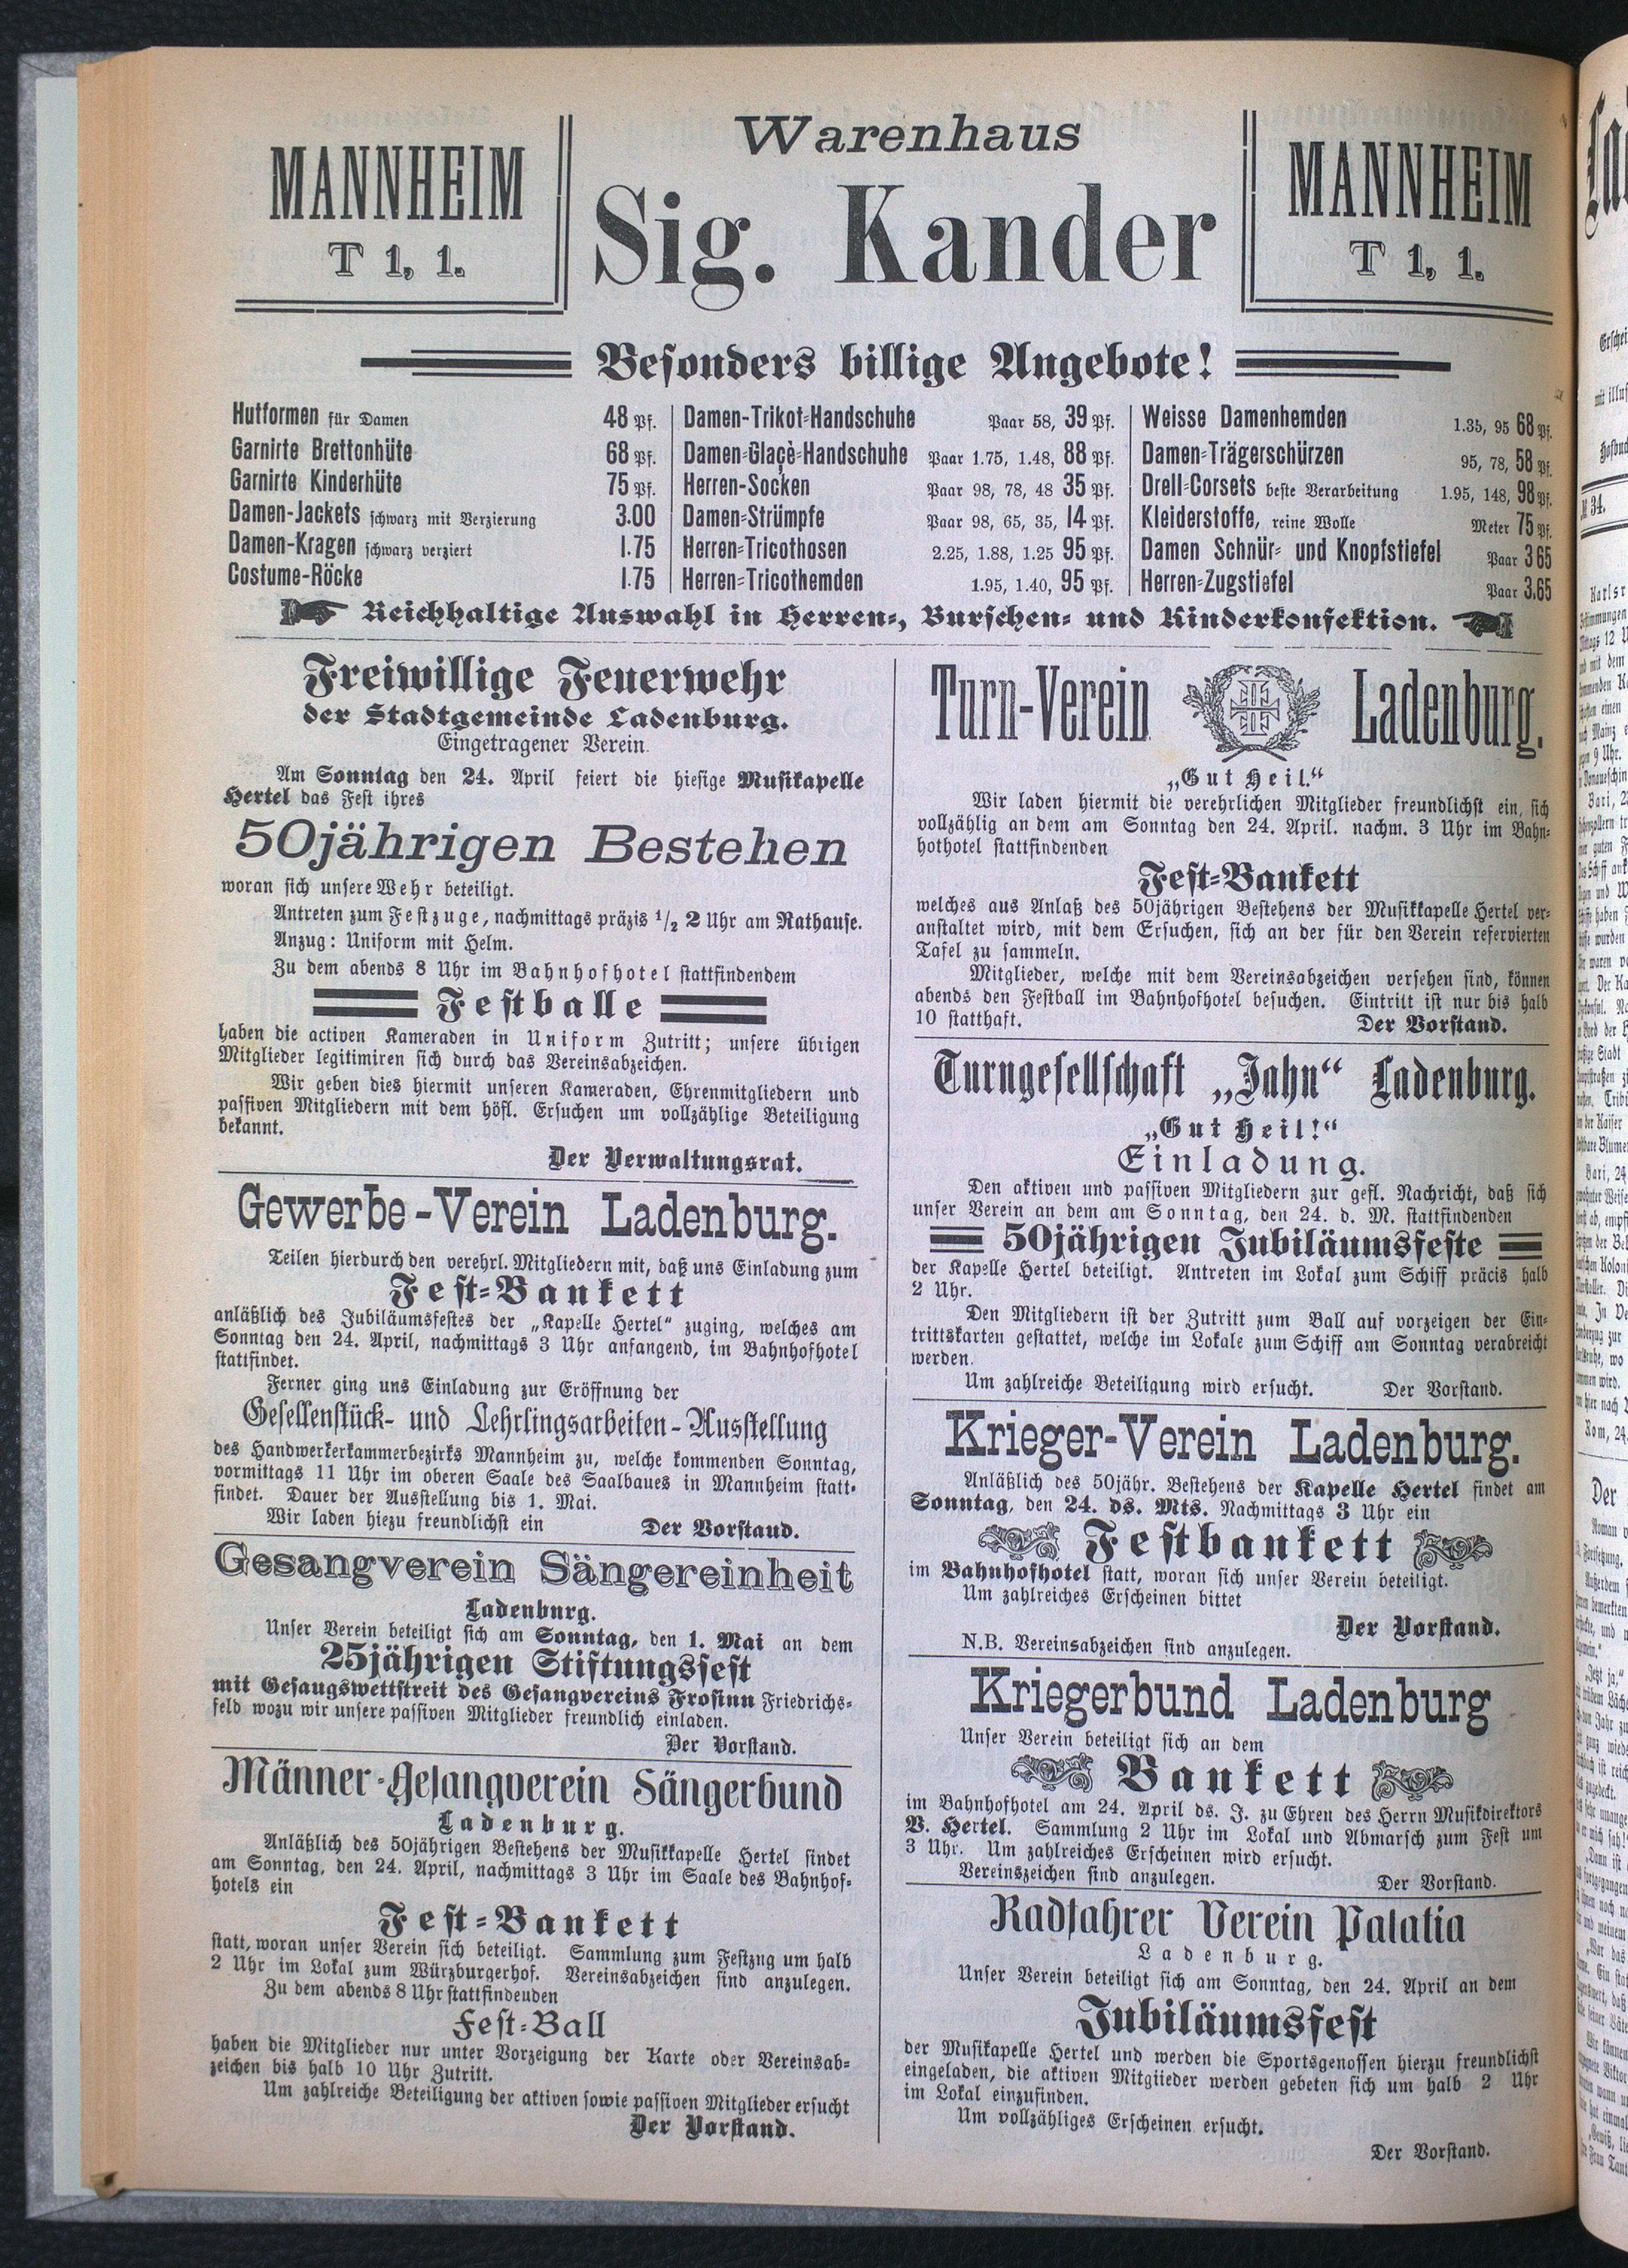 MANNHEIM
T 1, 1.
Warenhaus
Sig. Kander
MANNHEIM
T 1, 1.
Besonders billige Angebote!
Hutformen für Damen 48 Pf.
Garnirte Brettonhüte 68 Pf.
Garnirte Kinderhüte 75 Pf.
Damen-Jackets schwarz mit Verzierung 3.00
Damen-Kragen schwarz verziert 1.75
Costume-Röcke 1.75
Damen-Trikot-Handschuhe Paar 58, 39 Pf.
Damen-Glaçè-Handschuhe Paar 1.75, 1.48, 88 Pf.
Herren-Socken Paar 98, 78, 48 35 Pf.
Damen-Strümpfe Paar 98, 65, 35, 14 Pf.
Herren-Tricothosen 2.25, 1.88, 1.25 95 Pf.
Herren-Tricothemden 1.95, 1.40, 95 Pf.
Weisse Damenhemden 1.35, 95 68 Pf.
Damen-Trägerschürzen 95, 78, 58 Pf.
Drell-Corsets beste Verarbeitung 1.95, 148, 98 Pf.
Kleiderstoffe, reine Wolle Meter 75 Pf.
Damen Schnür- und Knopfstiefel Paar 3 65
Herren-Zugstiefel Paar 3.65
Reichhaltige Auswahl in Herren-, Burschen- und Kinderkonfektion.
Freiwillige Feuerwehr
der Stadtgemeinde Ladenburg.
Eingetragener Verein.
Am Sonntag den 24. April feiert die hiesige Musikapelle
Hertel das Fest ihres
50jährigen Bestehen
woran sich unsere Wehr beteiligt.
Antreten zum Festzuge, nachmittags präzis 1/2 2 Uhr am Rathause.
Anzug: Uniform mit Helm.
Zu dem abends 8 Uhr im Bahnhofhotel stattfindendem
Festballe
haben die activen Kameraden in Uniform Zutritt; unsere übrigen
Mitglieder legitimiren sich durch das Vereinsabzeichen.
Wir geben dies hiermit unseren Kameraden, Ehrenmitgliedern und
passiven Mitgliedern mit dem höfl. Ersuchen um vollzählige Beteiligung
bekannt.
Der Verwaltungsrat.
Gewerbe-Verein Ladenburg.
Teilen hierdurch den verehrl. Mitgliedern mit, daß uns Einladung zum
Fest-Bankett
anläßlich des Jubiläumsfestes der „Kapelle Hertel“ zuging, welches am
Sonntag den 24. April, nachmittags 3 Uhr anfangend, im Bahnhofhotel
stattfindet.
Ferner ging uns Einladung zur Eröffnung der
Gesellenstück- und Lehrlingsarbeiten-Ausstellung
des Handwerkerkammerbezirks Mannheim zu, welche kommenden Sonntag,
vormittags 11 Uhr im oberen Saale des Saalbaues in Mannheim statt-
findet. Dauer der Ausstellung bis 1. Mai.
Wir laden hiezu freundlichst ein Der Vorstand.
Gesangverein Sängereinheit
Ladenburg.
Unser Verein beteiligt sich am Sonntag, den 1. Mai an dem
25jährigen Stiftungsfest
mit Gesangswettstreit des Gesangvereins Frosinn Friedrichs-
feld wozu wir unsere passiven Mitglieder freundlich einladen.
Der Vorstand.
Männer-Gesangverein Sängerbund
Ladenburg.
Anläßlich des 50jährigen Bestehens der Musikkapelle Hertel findet
am Sonntag, den 24. April, nachmittags 3 Uhr im Saale des Bahnhof-
hotels ein
Fest-Bankett
statt, woran unser Verein sich beteiligt. Sammlung zum Festzug um halb
2 Uhr im Lokal zum Würzburgerhof. Vereinsabzeichen sind anzulegen.
Zu dem abends 8 Uhr stattfindenden
Fest-Ball
haben die Mitglieder nur unter Vorzeigung der Karte oder Vereinsab-
zeichen bis halb 10 Uhr Zutritt.
Um zahlreiche Beteiligung der aktiven sowie passiven Mitglieder ersucht
Der Vorstand.
Turn-Verein Ladenburg.
„Gut Heil.“
Wir laden hiermit die verehrlichen Mitglieder freundlichst ein, sich
vollzählig an dem am Sonntag den 24. April. nachm. 3 Uhr im Bahn-
hothotel stattfindenden
Fest-Bankett
welches aus Anlaß des 50jährigen Bestehens der Musikkapelle Hertel ver-
anstaltet wird, mit dem Ersuchen, sich an der für den Verein reservierten
Tafel zu sammeln.
Mitglieder, welche mit dem Vereinsabzeichen versehen sind, können
abends den Festball im Bahnhofhotel besuchen. Eintritt ist nur bis halb
10 statthaft. Der Vorstand.
Turngesellschaft „Jahn“ Ladenburg.
„Gut Heil!“
Einladung.
Den aktiven und passiven Mitgliedern zur gefl. Nachricht, daß sich
unser Verein an dem am Sonntag, den 24. d. M. stattfindenden
50jährigen Jubiläumsfeste
der Kapelle Hertel beteiligt. Antreten im Lokal zum Schiff präcis halb
2 Uhr.
Den Mitgliedern ist der Zutritt zum Ball auf vorzeigen der Ein-
trittskarten gestattet, welche im Lokale zum Schiff am Sonntag verabreicht
werden.
Um zahlreiche Beteiligung wird ersucht. Der Vorstand.
Krieger-Verein Ladenburg.
Anläßlich des 50jähr. Bestehens der Kapelle Hertel findet am
Sonntag, den 24. ds. Mts. Nachmittags 3 Uhr ein
Festbankett
im Bahnhofhotel statt, woran sich unser Verein beteiligt.
Um zahlreiches Erscheinen bittet
Der Vorstand.
N.B. Vereinsabzeichen sind anzulegen.
Kriegerbund Ladenburg
Unser Verein beteiligt sich an dem
Bankett
im Bahnhofhotel am 24. April ds. J. zu Ehren des Herrn Musikdirektors
V. Hertel. Sammlung 2 Uhr im Lokal und Abmarsch zum Fest um
3 Uhr. Um zahlreiches Erscheinen wird ersucht.
Vereinszeichen sind anzulegen. Der Vorstand.
Radfahrer Verein Palatia
Ladenburg.
Unser Verein beteiligt sich am Sonntag, den 24. April an dem
Jubiläumsfest
der Musikapelle Hertel und werden die Sportsgenossen hierzu freundlichst
eingeladen, die aktiven Mitglieder werden gebeten sich um halb 2 Uhr
im Lokal einzufinden.
Um vollzähliges Erscheinen ersucht.
Der Vorstand.